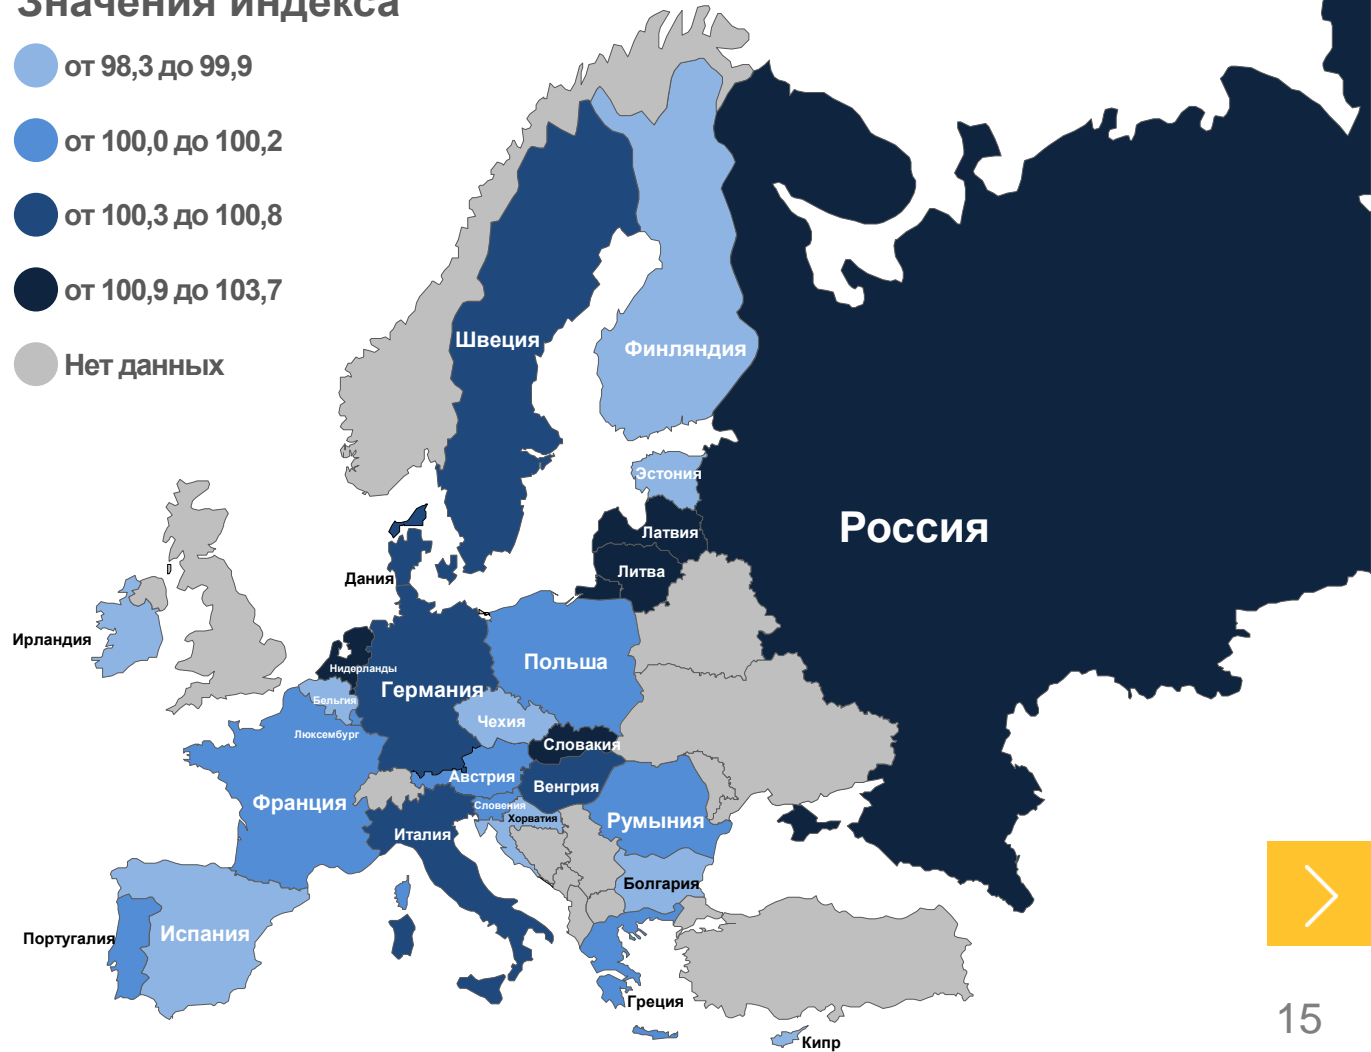 Значения индекса
от 98,3 до 99,9
от 100,0 до 100,2
от 100,3 до 100,8
от 100,9 до 103,7
Нет данных
Швеция
Финляндия
Эстония
Россия
Латвия
Литва
Дания
Ирландия
Польша
Нидерланды
Германия
Бельгия
Чехия
Люксембург
Словакия
Австрия
Венгрия
Франция
Словения
Хорватия
Румыния
Италия
Болгария
Испания
Португалия
Греция
15
Кипр